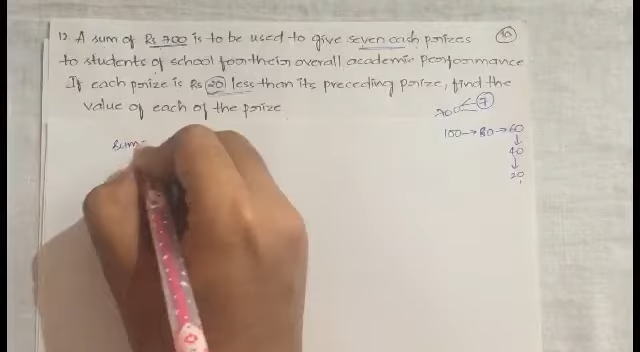 1) A sum of Rs 700 is to be used to give seven cash prizes
to students of school for their overall academic performance
If each prize is Rs 20 less than its preceding prize, find the
value of each of the prize
700 7
100→80→60
↓
40
↓
20
Sum